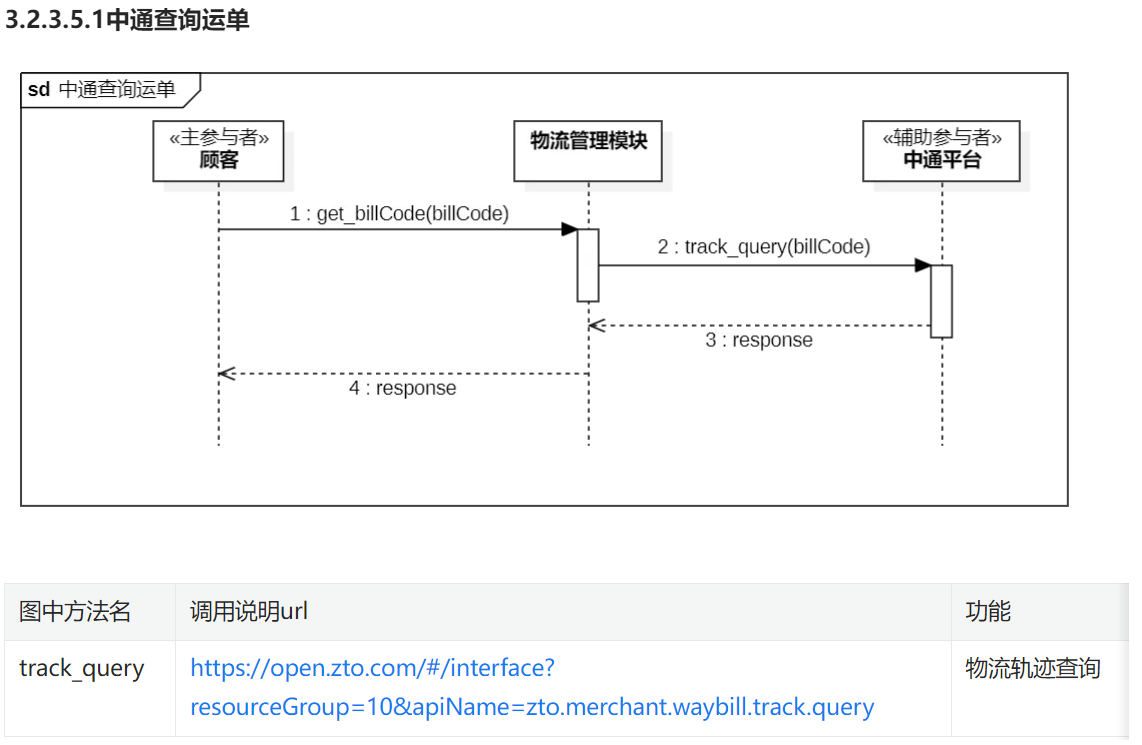 3.2.3.5.1中通查询运单
sd 中通查询运单
«主参与者»
顾客
物流管理模块
«辅助参与者»
中通平台
1 : get_billCode(billCode)
2 : track_query(billCode)
3 : response
4 : response
图中方法名 调用说明url 功能
track_query https://open.zto.com/#/interface? 物流轨迹查询
resourceGroup=10&apiName=zto.merchant.waybill.track.query